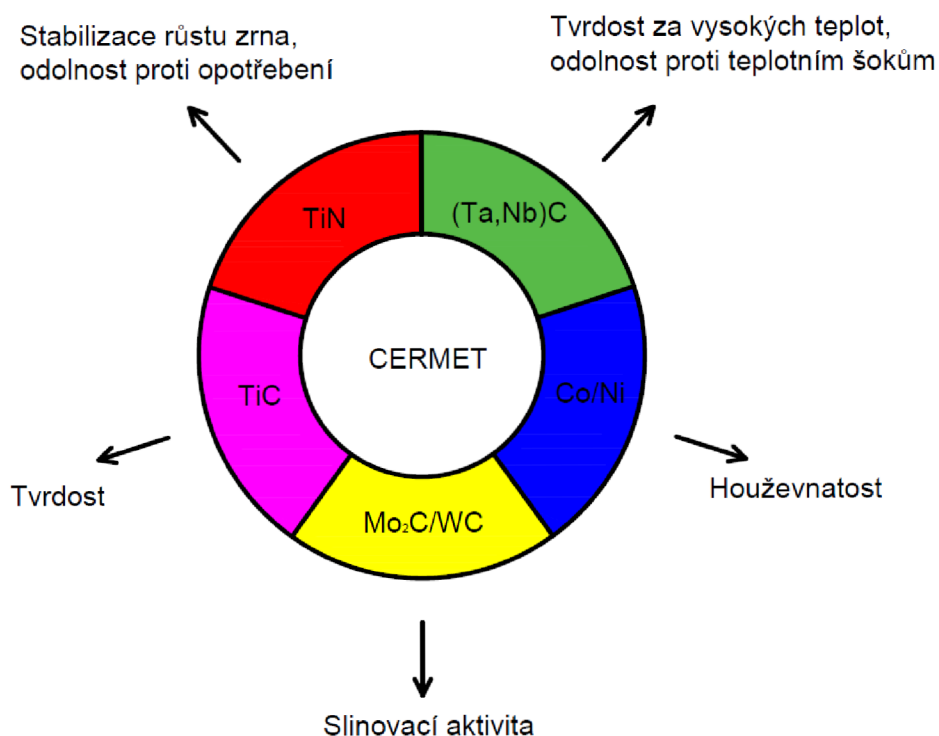 Stabilizace růstu zrna,
odolnost proti opotřebení
Tvrdost za vysokých teplot,
odolnost proti teplotním šokům
TiN
(Ta,Nb)C
CERMET
TiC
Co/Ni
Tvrdost
Houževnatost
Mo₂C/WC
Slinovací aktivita